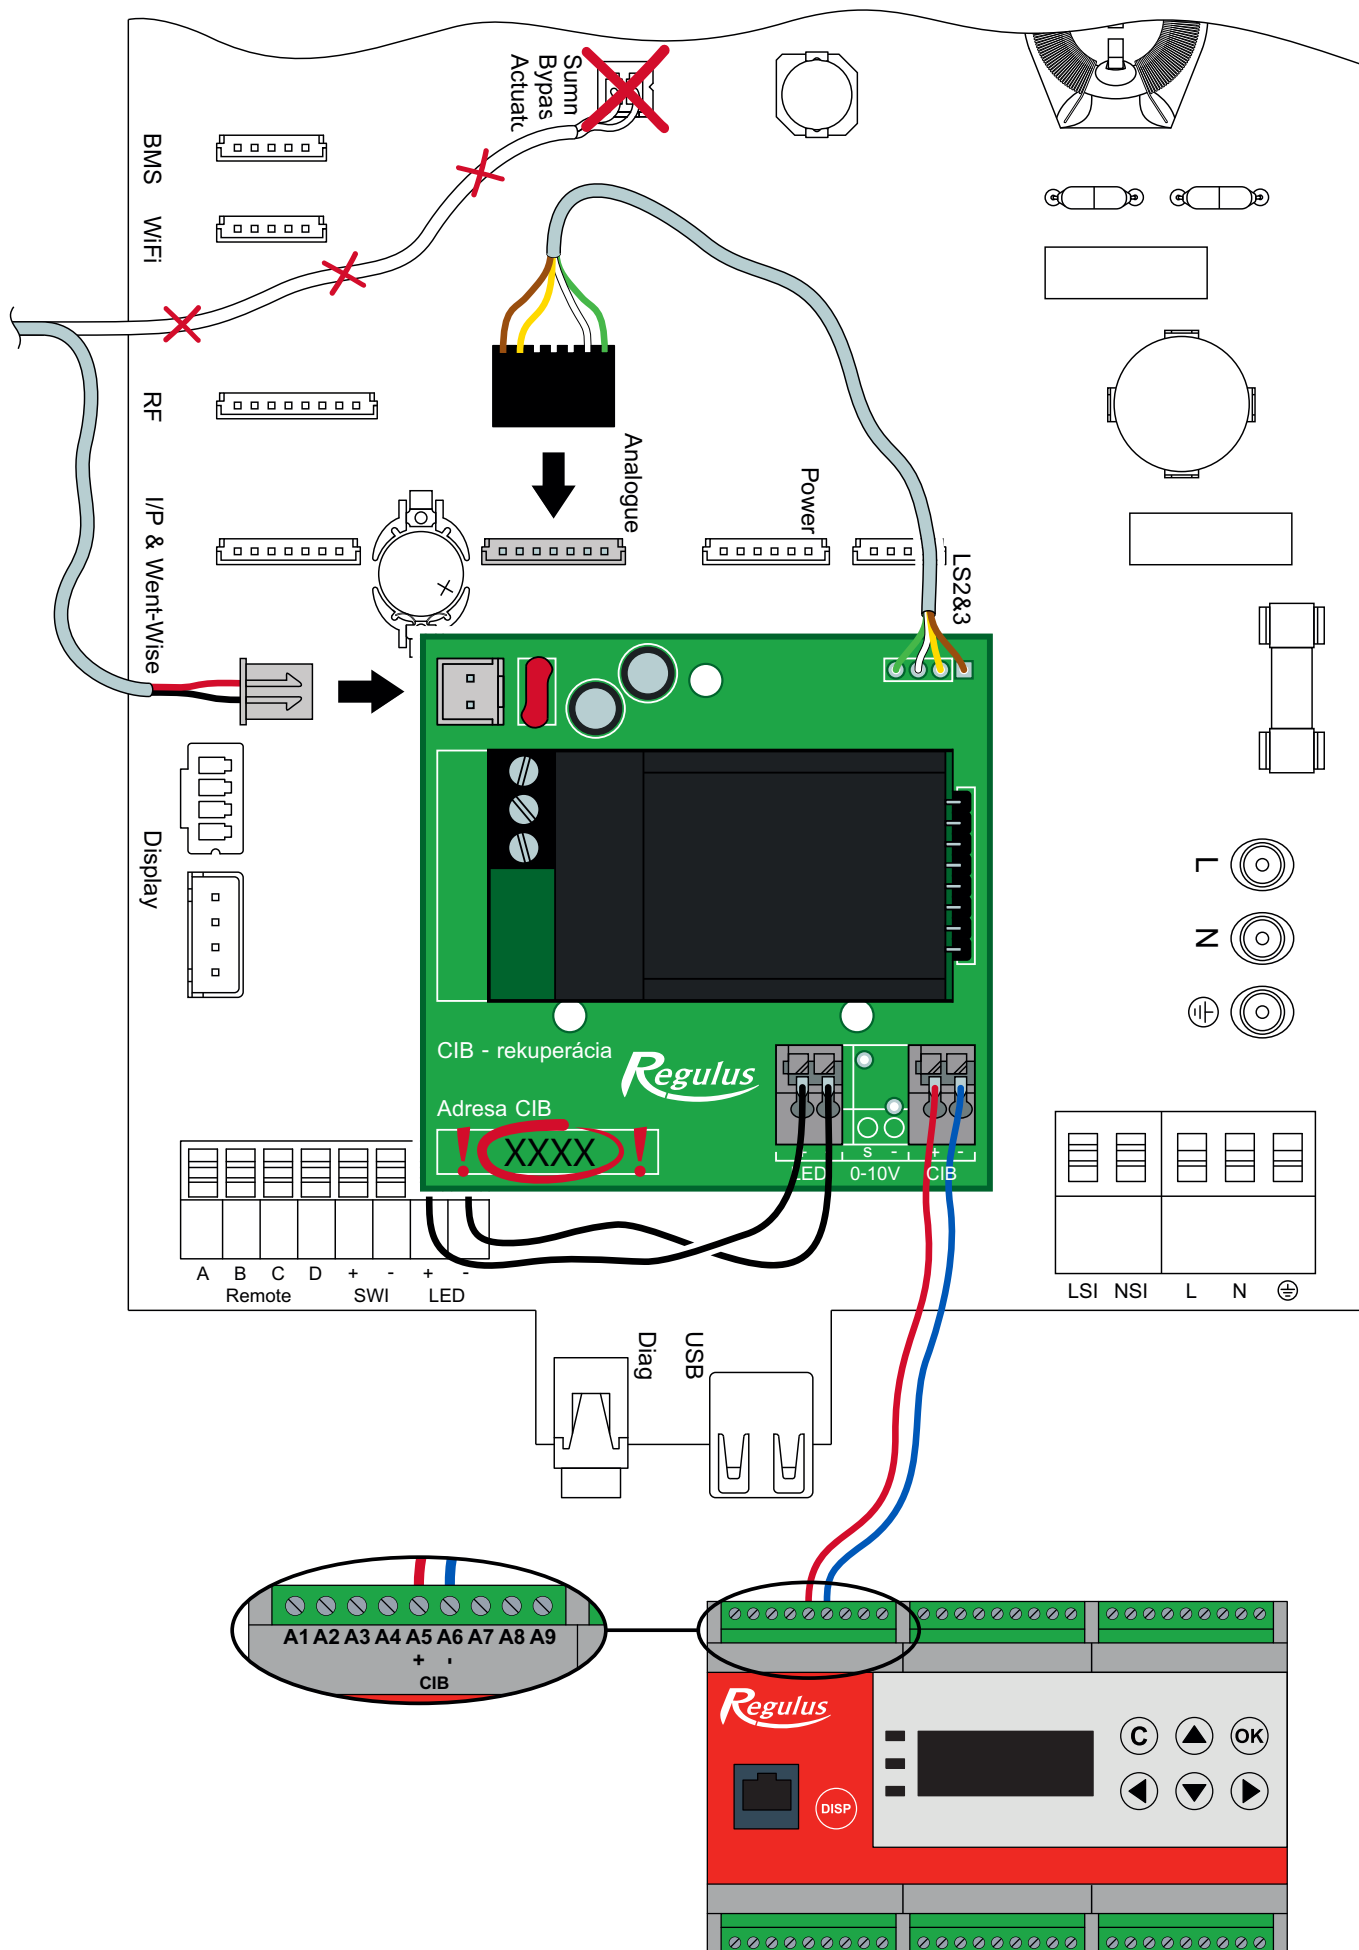 Sumn
Bypas
Actuatc
BMS
WiFi
RF
Analogue
Power
I/P & Went-Wise
LS2&3
Display
L
N
CIB - rekuperácia
Regulus
Adresa CIB
! XXXX !
+ - s - + -
LED 0-10V CIB
A B C D + - + -
Remote SWI LED
LSI NSI L N
Diag
USB
A1 A2 A3 A4 A5 A6 A7 A8 A9
+ -
CIB
Regulus
C OK
DISP